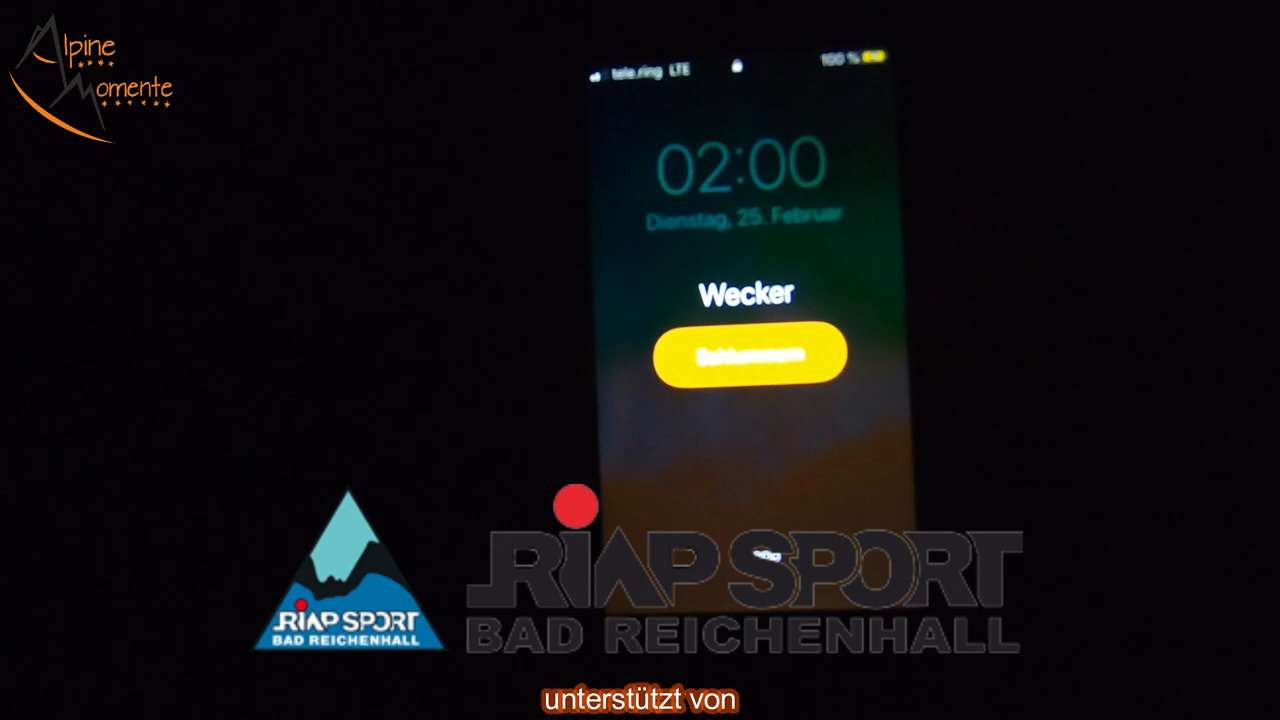 Alpine
Momente
tele.ring LTE
100 %
02:00
Dienstag, 25. Februar
Wecker
Schlummern
RIAP SPORT
BAD REICHENHALL
RIAP SPORT
BAD REICHENHALL
unterstützt von